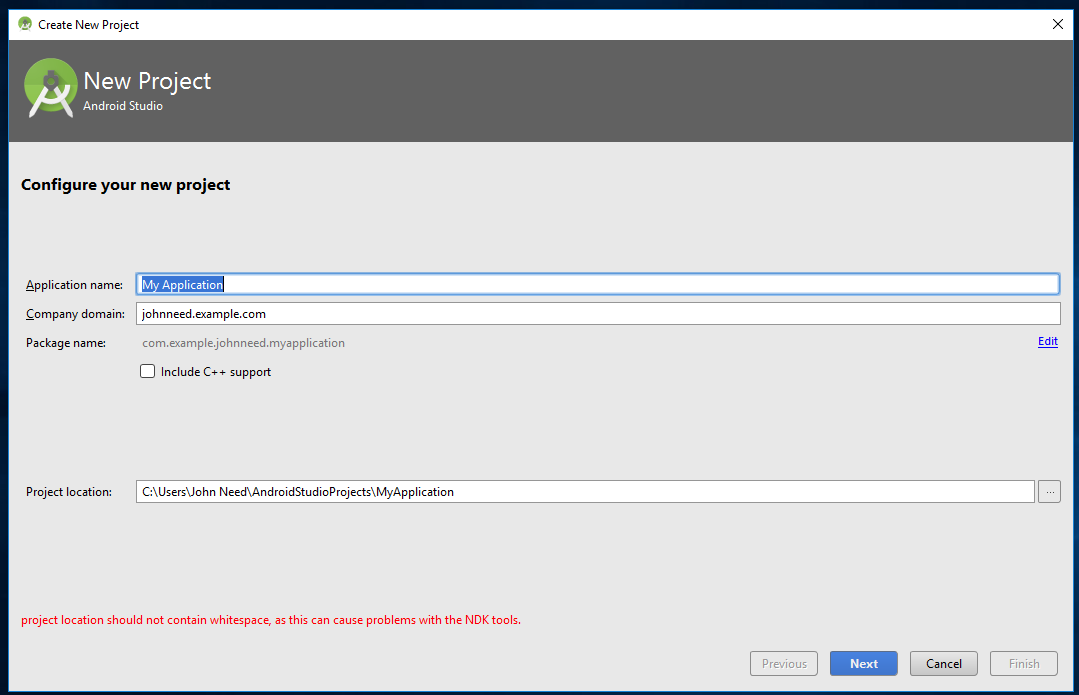 Create New Project
New Project
Android Studio
Configure your new project
Application name: My Application
Company domain: johnneed.example.com
Package name: com.example.johnneed.myapplication Edit
Include C++ support
Project location: C:\Users\John Need\AndroidStudioProjects\MyApplication ...
project location should not contain whitespace, as this can cause problems with the NDK tools.
Previous Next Cancel Finish